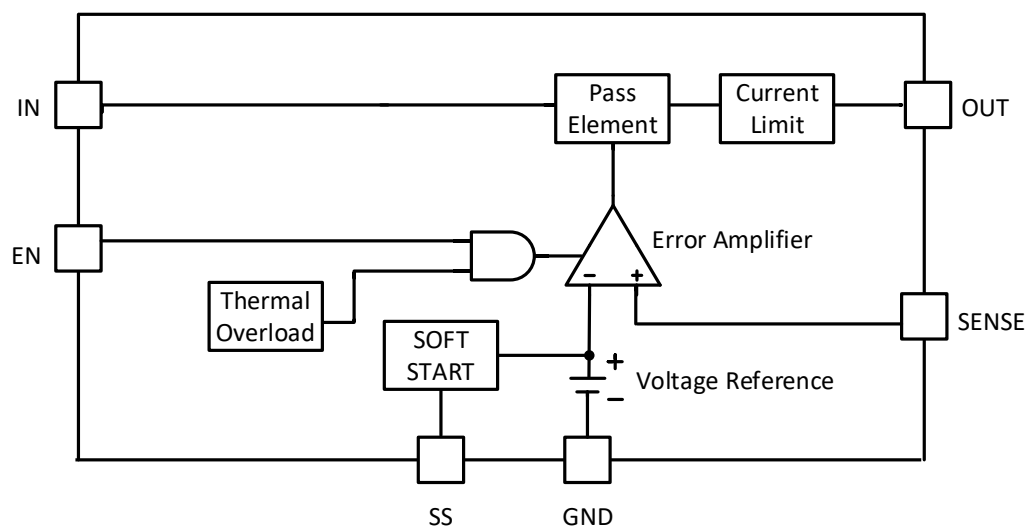 IN
Pass
Element
Current
Limit
OUT
EN
Error Amplifier
−
+
Thermal
Overload
SENSE
SOFT
START
+
Voltage Reference
−
SS
GND